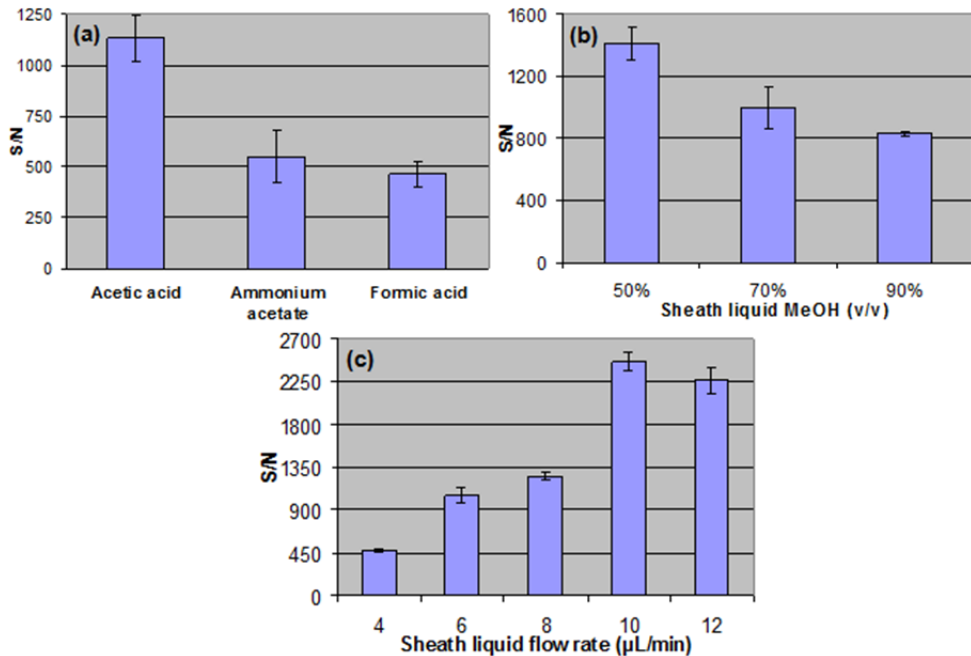 (a)
S/N
1250
1000
750
500
250
0
Acetic acid Ammonium acetate Formic acid
(b)
S/N
1600
1200
800
400
0
50% 70% 90%
Sheath liquid MeOH (v/v)
(c)
S/N
2700
2250
1800
1350
900
450
0
4 6 8 10 12
Sheath liquid flow rate (µL/min)